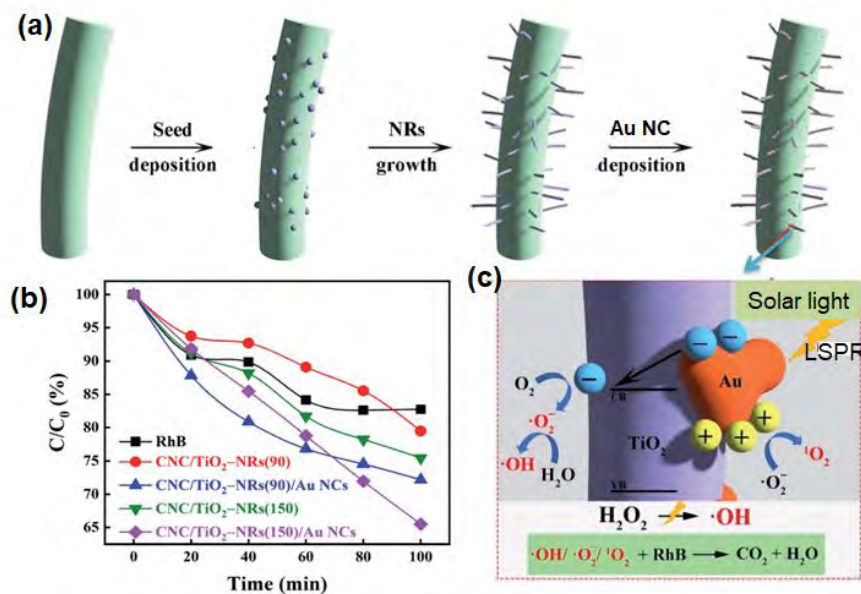 (a)
Seed
deposition
NRs
growth
Au NC
deposition
(b)
100
95
90
85
80
75
70
65
C/C₀ (%)
RhB
CNC/TiO₂–NRs(90)
CNC/TiO₂–NRs(90)/Au NCs
CNC/TiO₂–NRs(150)
CNC/TiO₂–NRs(150)/Au NCs
0 20 40 60 80 100
Time (min)
(c)
Solar light
LSPR
− −
Au
−
O₂
CB
·O₂⁻
TiO₂
+ + +
·OH
H₂O
¹O₂
·O₂⁻
VB
H₂O₂ ·OH
·OH/ ·O₂⁻/ ¹O₂ + RhB CO₂ + H₂O